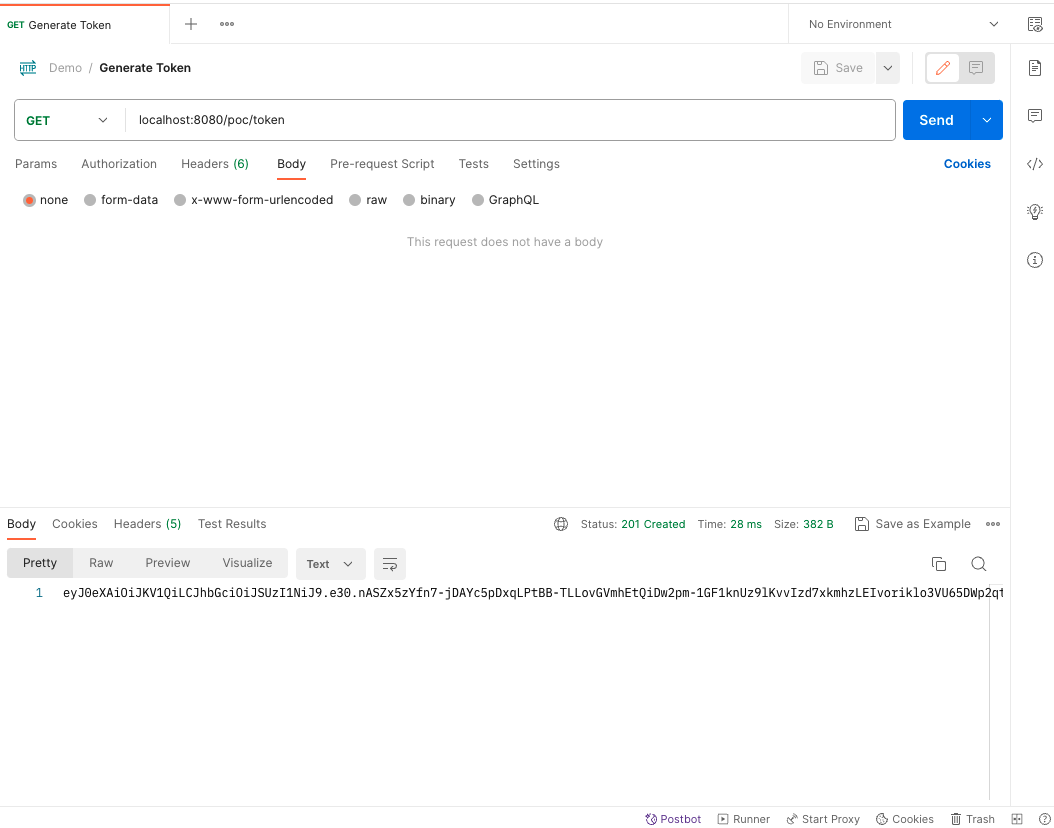 GET Generate Token
No Environment
HTTP Demo / Generate Token
Save
GET localhost:8080/poc/token
Send
Params Authorization Headers (6) Body Pre-request Script Tests Settings
Cookies
none form-data x-www-form-urlencoded raw binary GraphQL
This request does not have a body
Body Cookies Headers (5) Test Results
Status: 201 Created Time: 28 ms Size: 382 B Save as Example
Pretty Raw Preview Visualize Text
1 eyJ0eXAiOiJKV1QiLCJhbGciOiJSUzI1NiJ9.e30.nASZx5zYfn7-jDAYc5pDxqLPtBB-TLLovGVmhEtQiDw2pm-1GF1knUz9lKvvIzd7xkmhzLEIvoriklo3VU65DWp2qt
Postbot Runner Start Proxy Cookies Trash